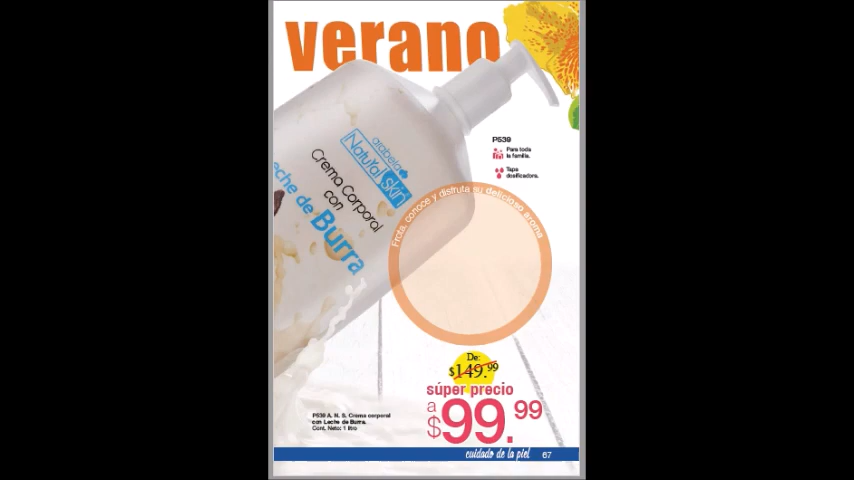 verano
P539
Para toda
la familia.
Tapa
dosificadora.
arabela
Natural skin
Crema Corporal
con
Leche de Burra
Frota, conoce y disfruta su delicioso aroma
De:
$149.99
súper precio
a
$99.99
P539 A. N. S. Crema corporal
con Leche de Burra.
Cont. Neto: 1 litro
cuidado de la piel 67